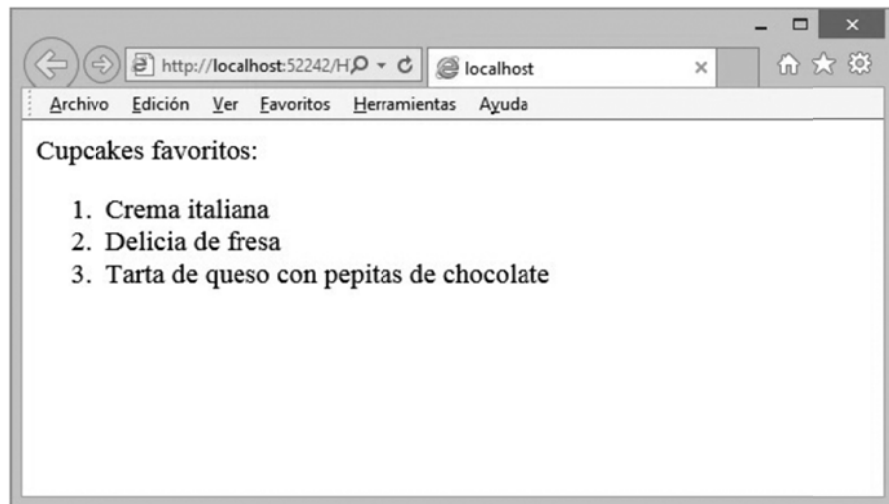 http://localhost:52242/H
localhost
Archivo Edición Ver Favoritos Herramientas Ayuda
Cupcakes favoritos:
1. Crema italiana
2. Delicia de fresa
3. Tarta de queso con pepitas de chocolate